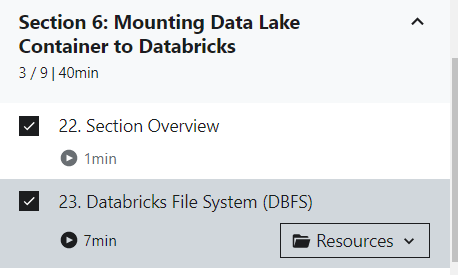 Section 6: Mounting Data Lake
Container to Databricks
3 / 9 | 40min
22. Section Overview
1min
23. Databricks File System (DBFS)
7min
Resources